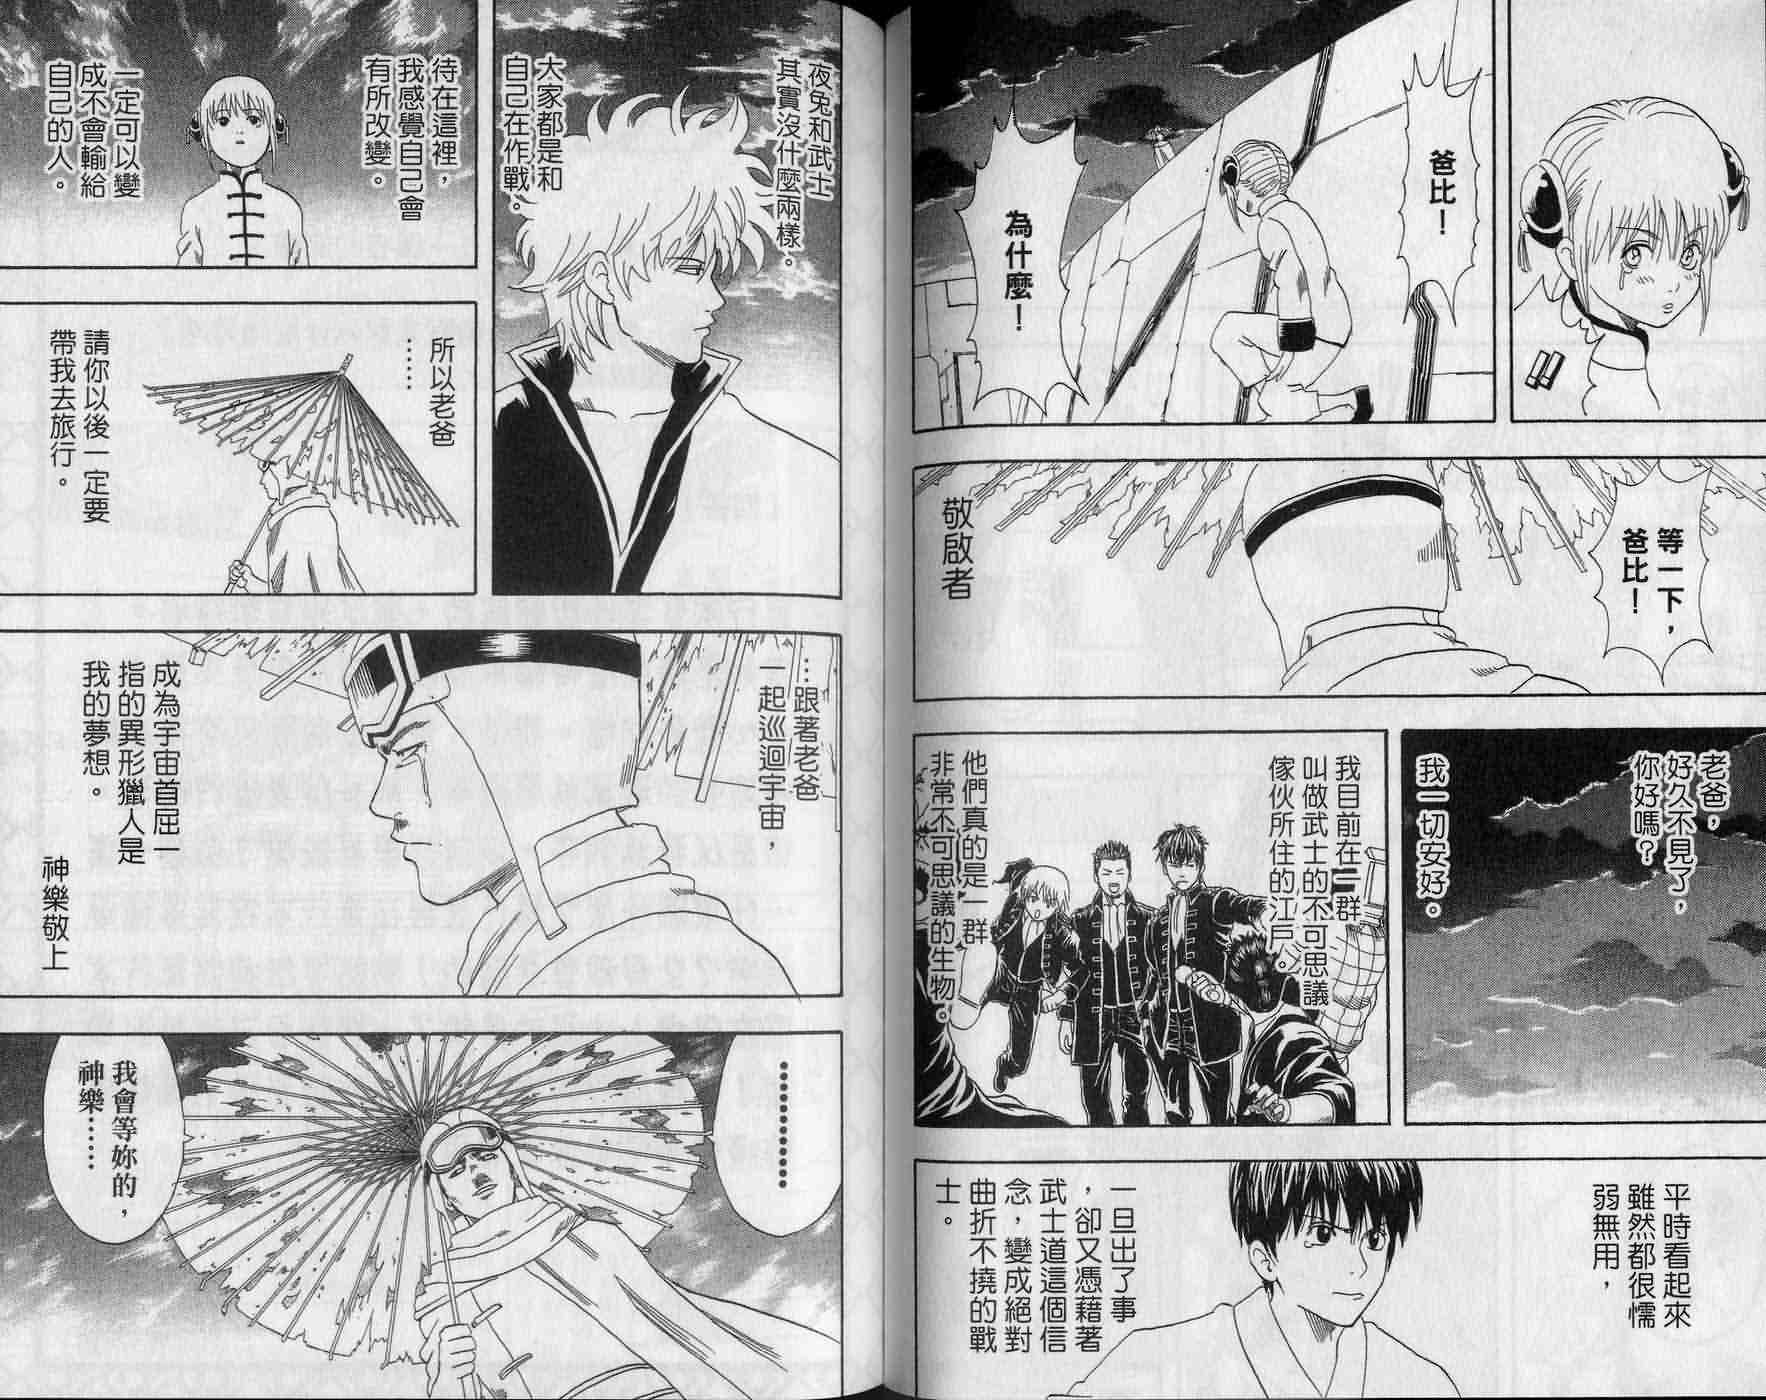 爸比！
為什麼！
等一下，
爸比！
敬啟者
老爸，
好久不見了，
你好嗎？
我一切安好。
我目前在一群
叫做武士的不可思議
傢伙所住的江戶。
他們真的是一群
非常不可思議的生物。
平時看起來
雖然都很懦
弱無用，
一旦出了事
，卻又憑藉著
武士道這個信
念，變成絕對
曲折不撓的戰
士。
夜兔和武士
其實沒什麼兩樣。
大家都是和
自己在作戰。
待在這裡，
我感覺自己會
有所改變。
一定可以變
成不會輸給
自己的人。
所以老爸
……
請你以後一定要
帶我去旅行。
…跟著老爸
一起巡迴宇宙，
成為宇宙首屈一
指的異形獵人是
我的夢想。
神樂敬上
…………
我會等妳的，
神樂……